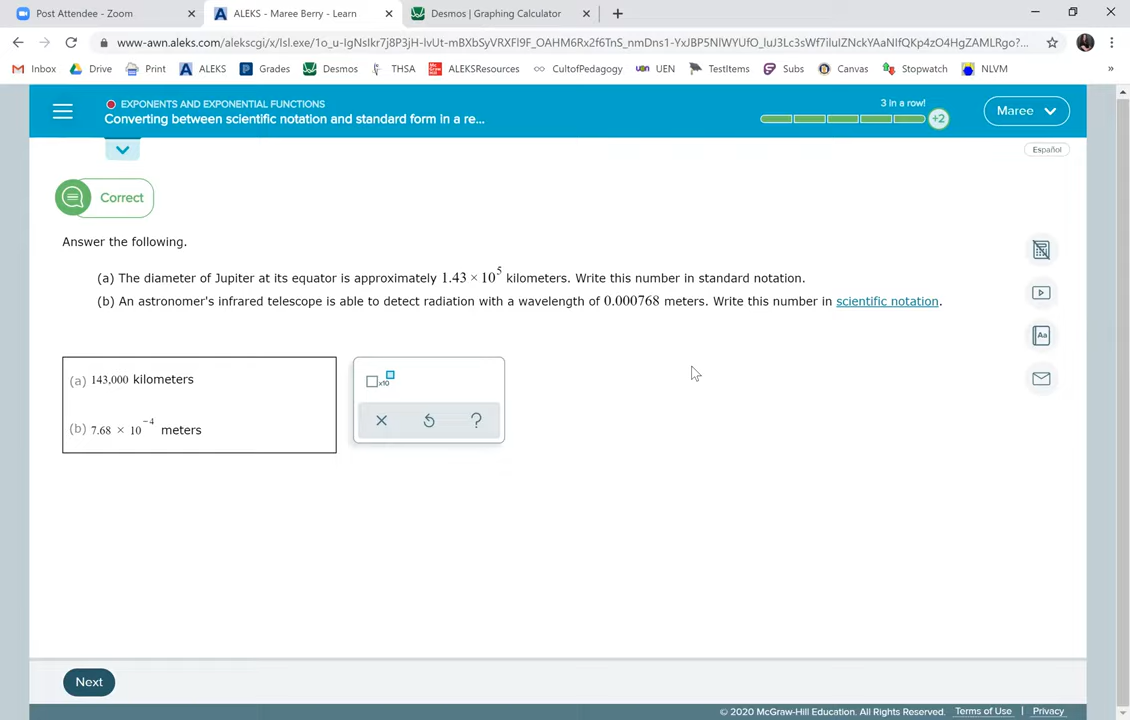 Post Attendee - Zoom
ALEKS - Maree Berry - Learn
Desmos | Graphing Calculator
www-awn.aleks.com/alekscgi/x/Isl.exe/1o_u-IgNsIkr7j8P3jH-lvUt-mBXbSyVRXFl9F_OAHM6Rx2f6TnS_nmDns1-YxJBP5NlWYUfO_luJ3Lc3sWf7iluIZNckYAaNIfQKp4zO4HgZAMLRgo?...
Inbox Drive Print ALEKS Grades Desmos THSA ALEKSResources CultofPedagogy UEN TestItems Subs Canvas Stopwatch NLVM »
EXPONENTS AND EXPONENTIAL FUNCTIONS
Converting between scientific notation and standard form in a re...
3 in a row!
+2
Maree
Español
Correct
Answer the following.
(a) The diameter of Jupiter at its equator is approximately 1.43 × 10⁵ kilometers. Write this number in standard notation.
(b) An astronomer's infrared telescope is able to detect radiation with a wavelength of 0.000768 meters. Write this number in scientific notation.
(a) 143,000 kilometers
(b) 7.68 × 10⁻⁴ meters
x10
?
Aa
Next
© 2020 McGraw-Hill Education. All Rights Reserved. Terms of Use | Privacy